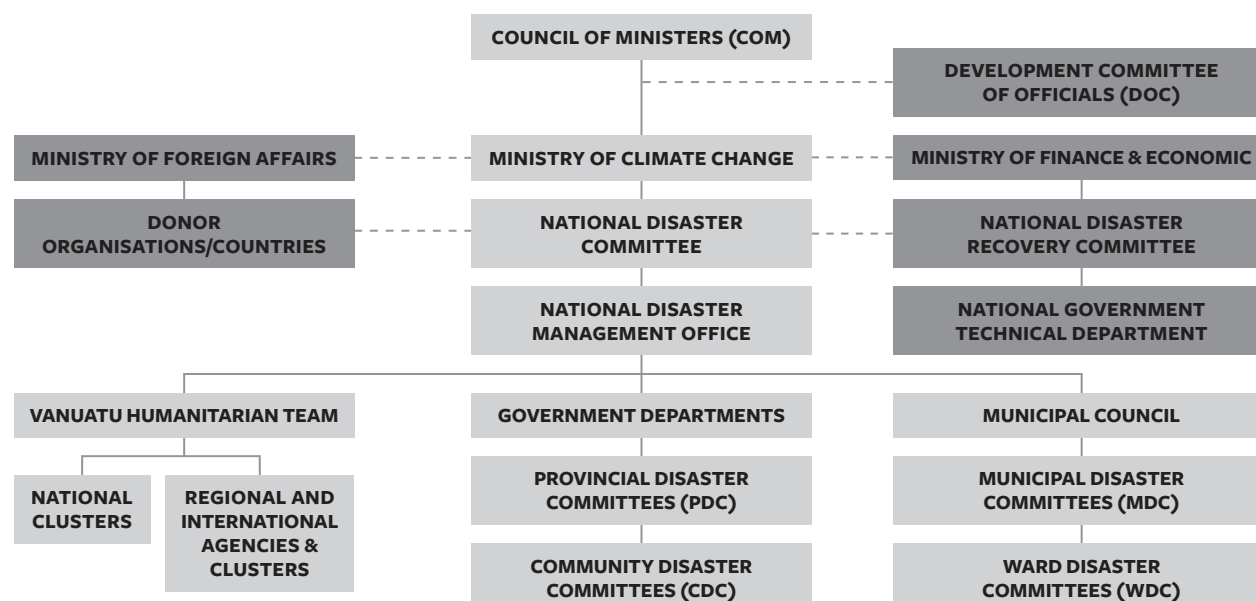 COUNCIL OF MINISTERS (COM)
DEVELOPMENT COMMITTEE
OF OFFICIALS (DOC)
MINISTRY OF FOREIGN AFFAIRS
MINISTRY OF CLIMATE CHANGE
MINISTRY OF FINANCE & ECONOMIC
DONOR
ORGANISATIONS/COUNTRIES
NATIONAL DISASTER
COMMITTEE
NATIONAL DISASTER
RECOVERY COMMITTEE
NATIONAL DISASTER
MANAGEMENT OFFICE
NATIONAL GOVERNMENT
TECHNICAL DEPARTMENT
VANUATU HUMANITARIAN TEAM
GOVERNMENT DEPARTMENTS
MUNICIPAL COUNCIL
NATIONAL
CLUSTERS
REGIONAL AND
INTERNATIONAL
AGENCIES &
CLUSTERS
PROVINCIAL DISASTER
COMMITTEES (PDC)
MUNICIPAL DISASTER
COMMITTEES (MDC)
COMMUNITY DISASTER
COMMITTEES (CDC)
WARD DISASTER
COMMITTEES (WDC)